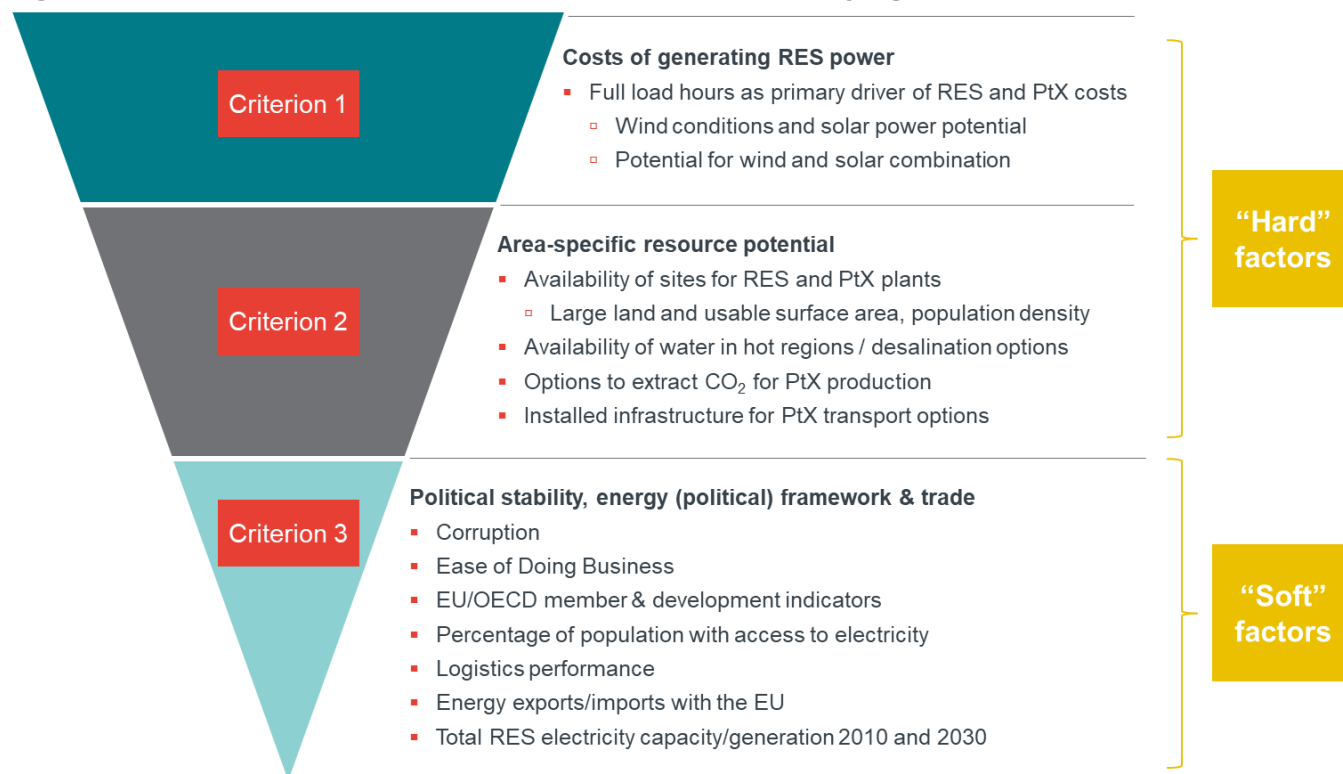 Criterion 1
Costs of generating RES power
▪ Full load hours as primary driver of RES and PtX costs
▫ Wind conditions and solar power potential
▫ Potential for wind and solar combination
Criterion 2
Area-specific resource potential
▪ Availability of sites for RES and PtX plants
▫ Large land and usable surface area, population density
▪ Availability of water in hot regions / desalination options
▪ Options to extract CO₂ for PtX production
▪ Installed infrastructure for PtX transport options
“Hard”
factors
Criterion 3
Political stability, energy (political) framework & trade
▪ Corruption
▪ Ease of Doing Business
▪ EU/OECD member & development indicators
▪ Percentage of population with access to electricity
▪ Logistics performance
▪ Energy exports/imports with the EU
▪ Total RES electricity capacity/generation 2010 and 2030
“Soft”
factors